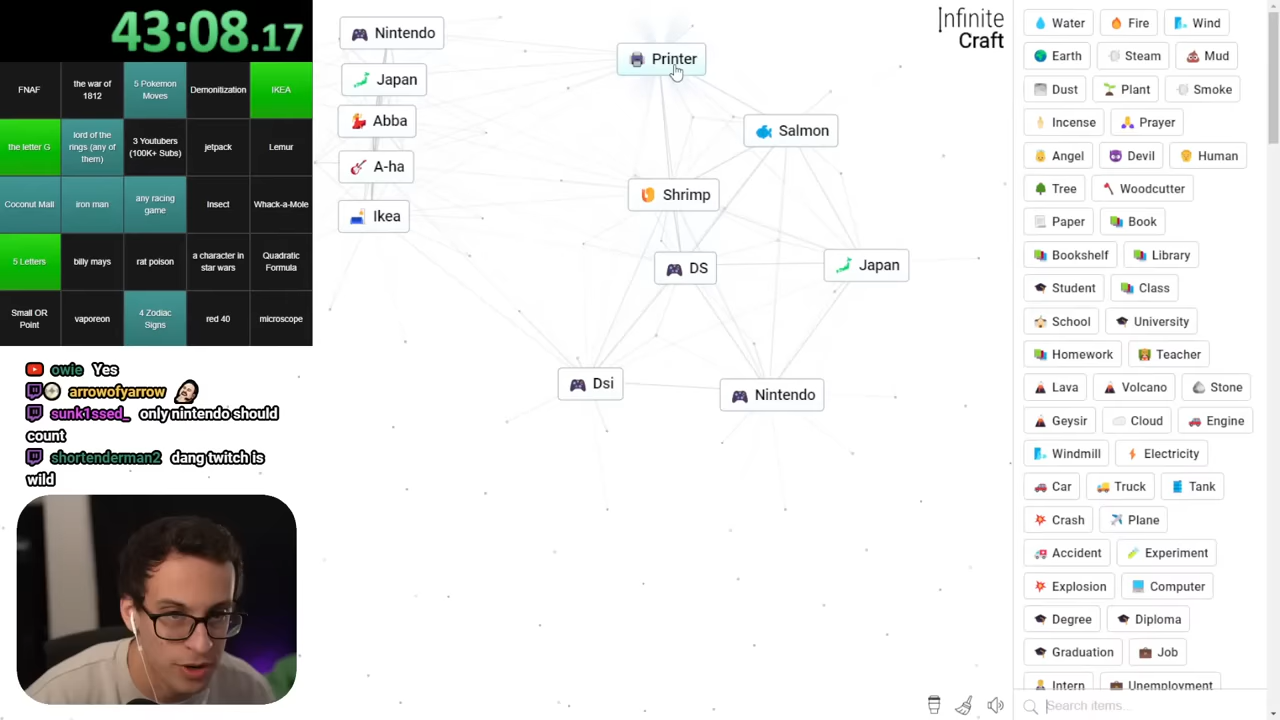 43:08.17
FNAF
the war of
1812
5 Pokemon
Moves
Demonitization
IKEA
the letter G
lord of the
rings (any of
them)
3 Youtubers
(100K+ Subs)
jetpack
Lemur
Coconut Mall
iron man
any racing
game
Insect
Whack-a-Mole
5 Letters
billy mays
rat poison
a character in
star wars
Quadratic
Formula
Small OR
Point
vaporeon
4 Zodiac
Signs
red 40
microscope
owie Yes
arrowofyarrow
sunk1ssed_ only nintendo should
count
shortenderman2 dang twitch is
wild
Nintendo
Japan
Abba
A-ha
Ikea
Printer
Salmon
Shrimp
DS
Japan
Dsi
Nintendo
Infinite
Craft
Water Fire Wind
Earth Steam Mud
Dust Plant Smoke
Incense Prayer
Angel Devil Human
Tree Woodcutter
Paper Book
Bookshelf Library
Student Class
School University
Homework Teacher
Lava Volcano Stone
Geysir Cloud Engine
Windmill Electricity
Car Truck Tank
Crash Plane
Accident Experiment
Explosion Computer
Degree Diploma
Graduation Job
Intern Unemployment
Search items...